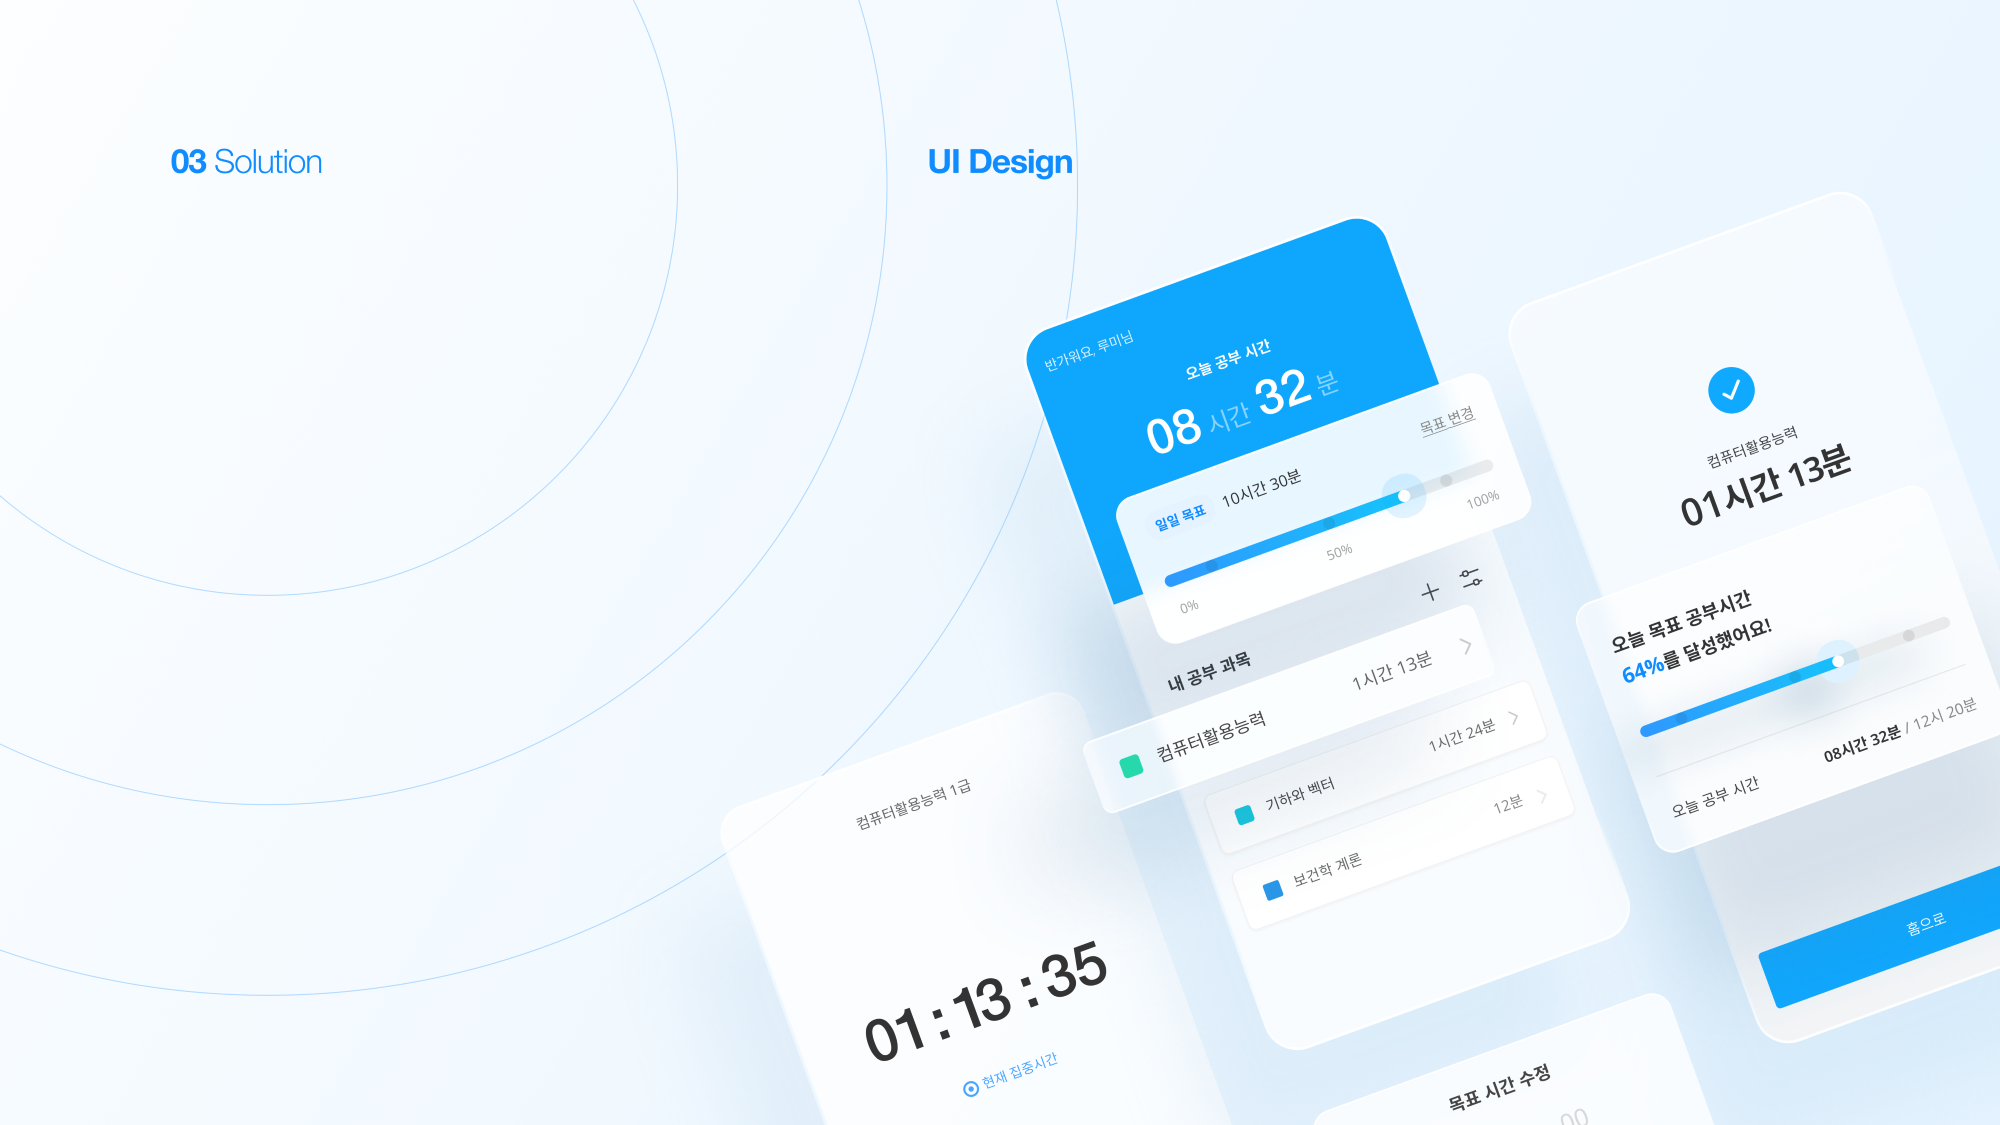 03 Solution
UI Design
반가워요, 루미님
오늘 공부 시간
08 시간 32 분
목표 변경
일일 목표 10시간 30분
0%
50%
100%
내 공부 과목
컴퓨터활용능력 1시간 13분
기하와 벡터 1시간 24분
보건학 계론 12분
컴퓨터활용능력
01시간 13분
오늘 목표 공부시간
64%를 달성했어요!
오늘 공부 시간 08시간 32분 / 12시 20분
홈으로
컴퓨터활용능력 1급
01 : 13 : 35
현재 집중시간
목표 시간 수정
00